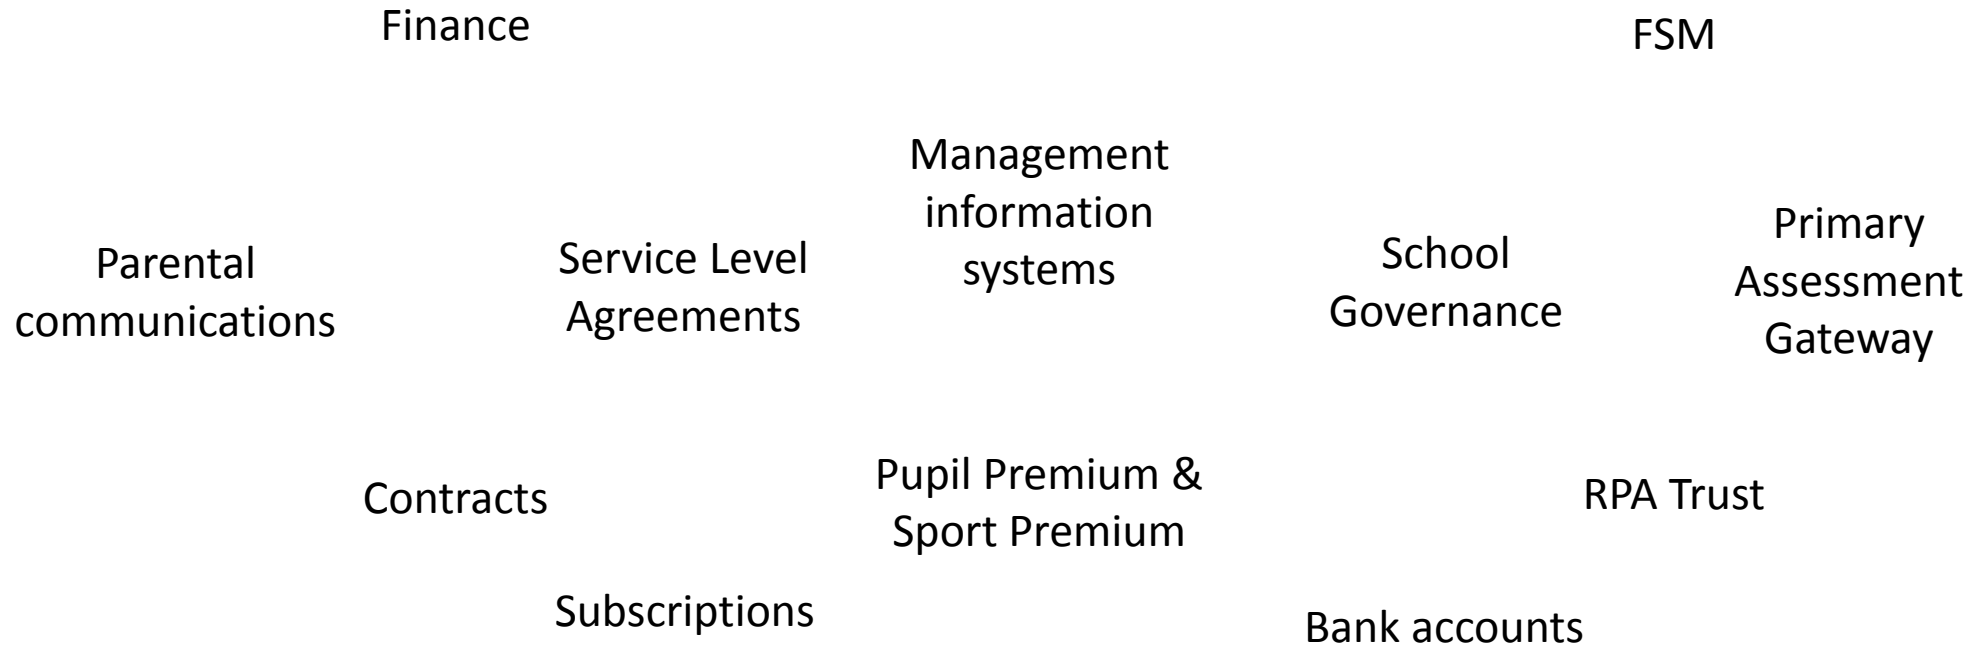 Finance
FSM
Management
information
systems
Parental
communications
Service Level
Agreements
School
Governance
Primary
Assessment
Gateway
Contracts
Pupil Premium &
Sport Premium
RPA Trust
Subscriptions
Bank accounts